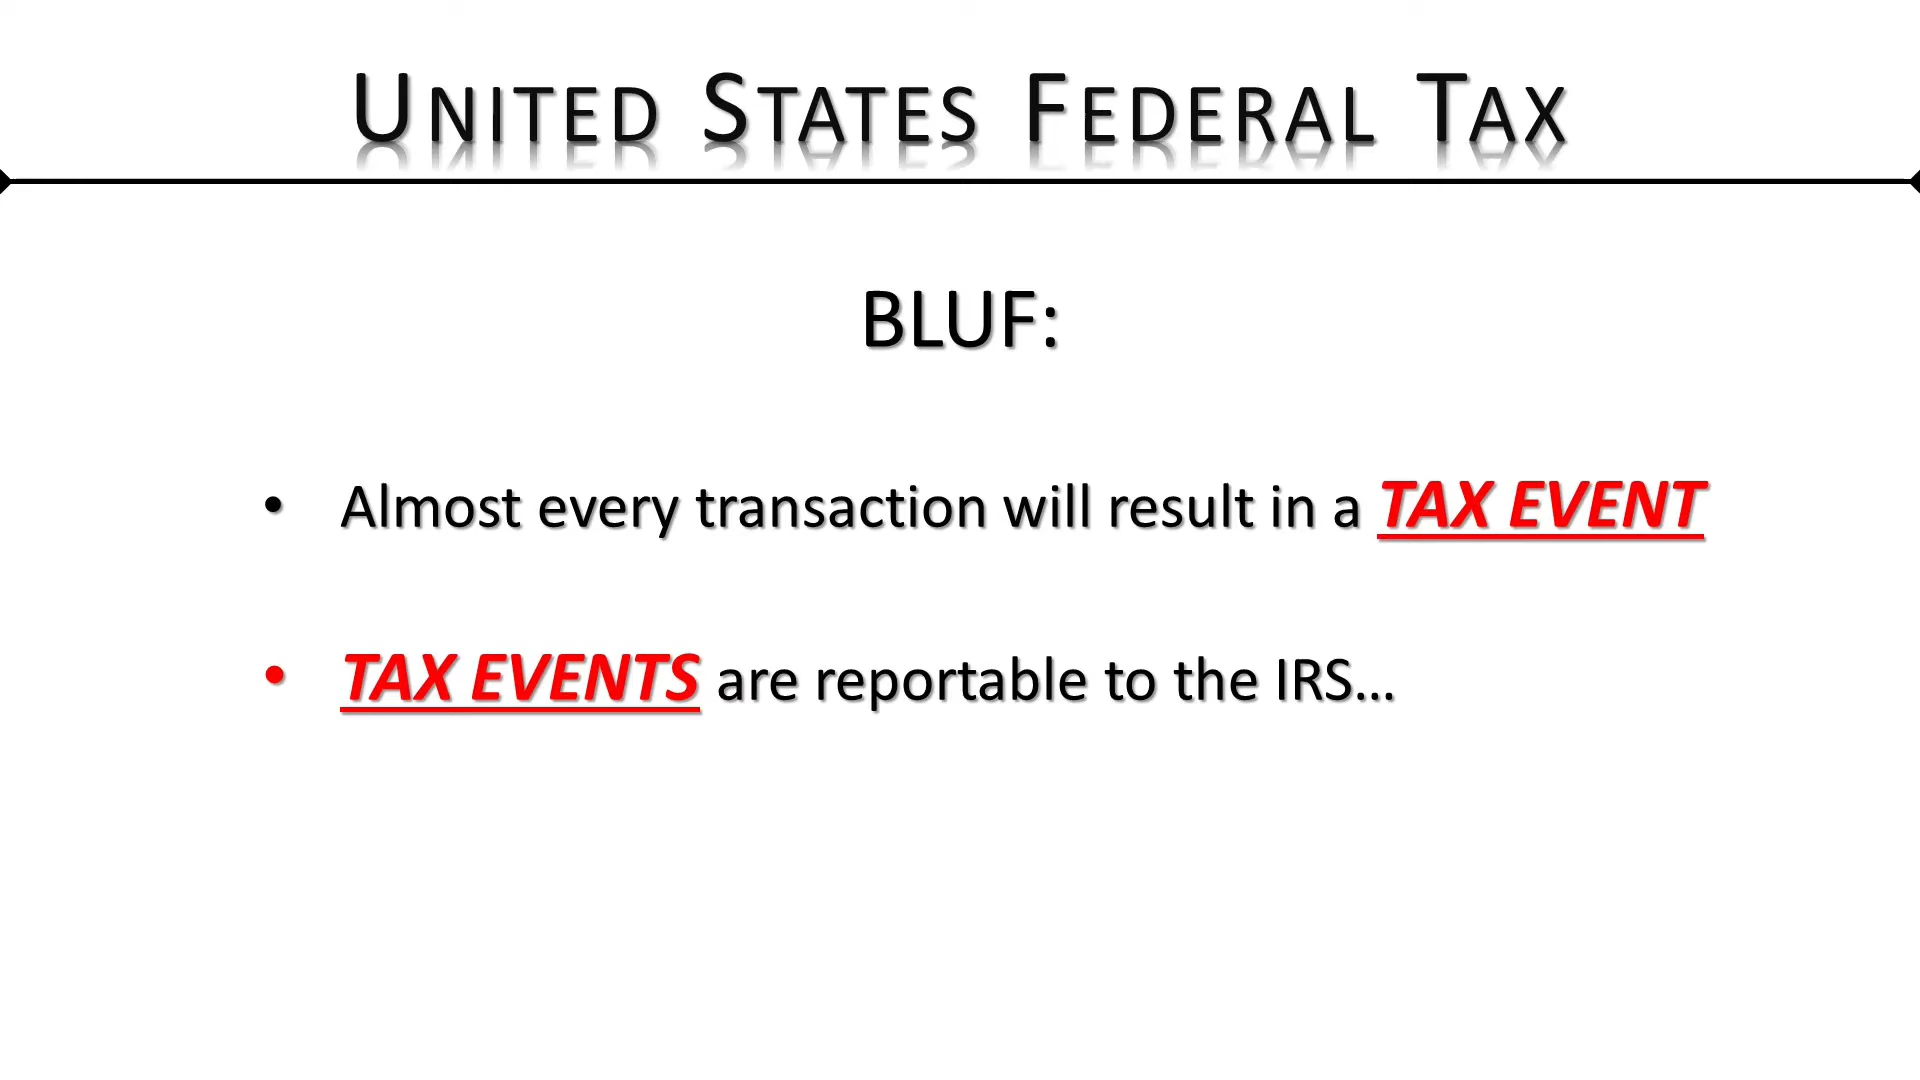 United States Federal Tax
BLUF:
• Almost every transaction will result in a TAX EVENT
• TAX EVENTS are reportable to the IRS…